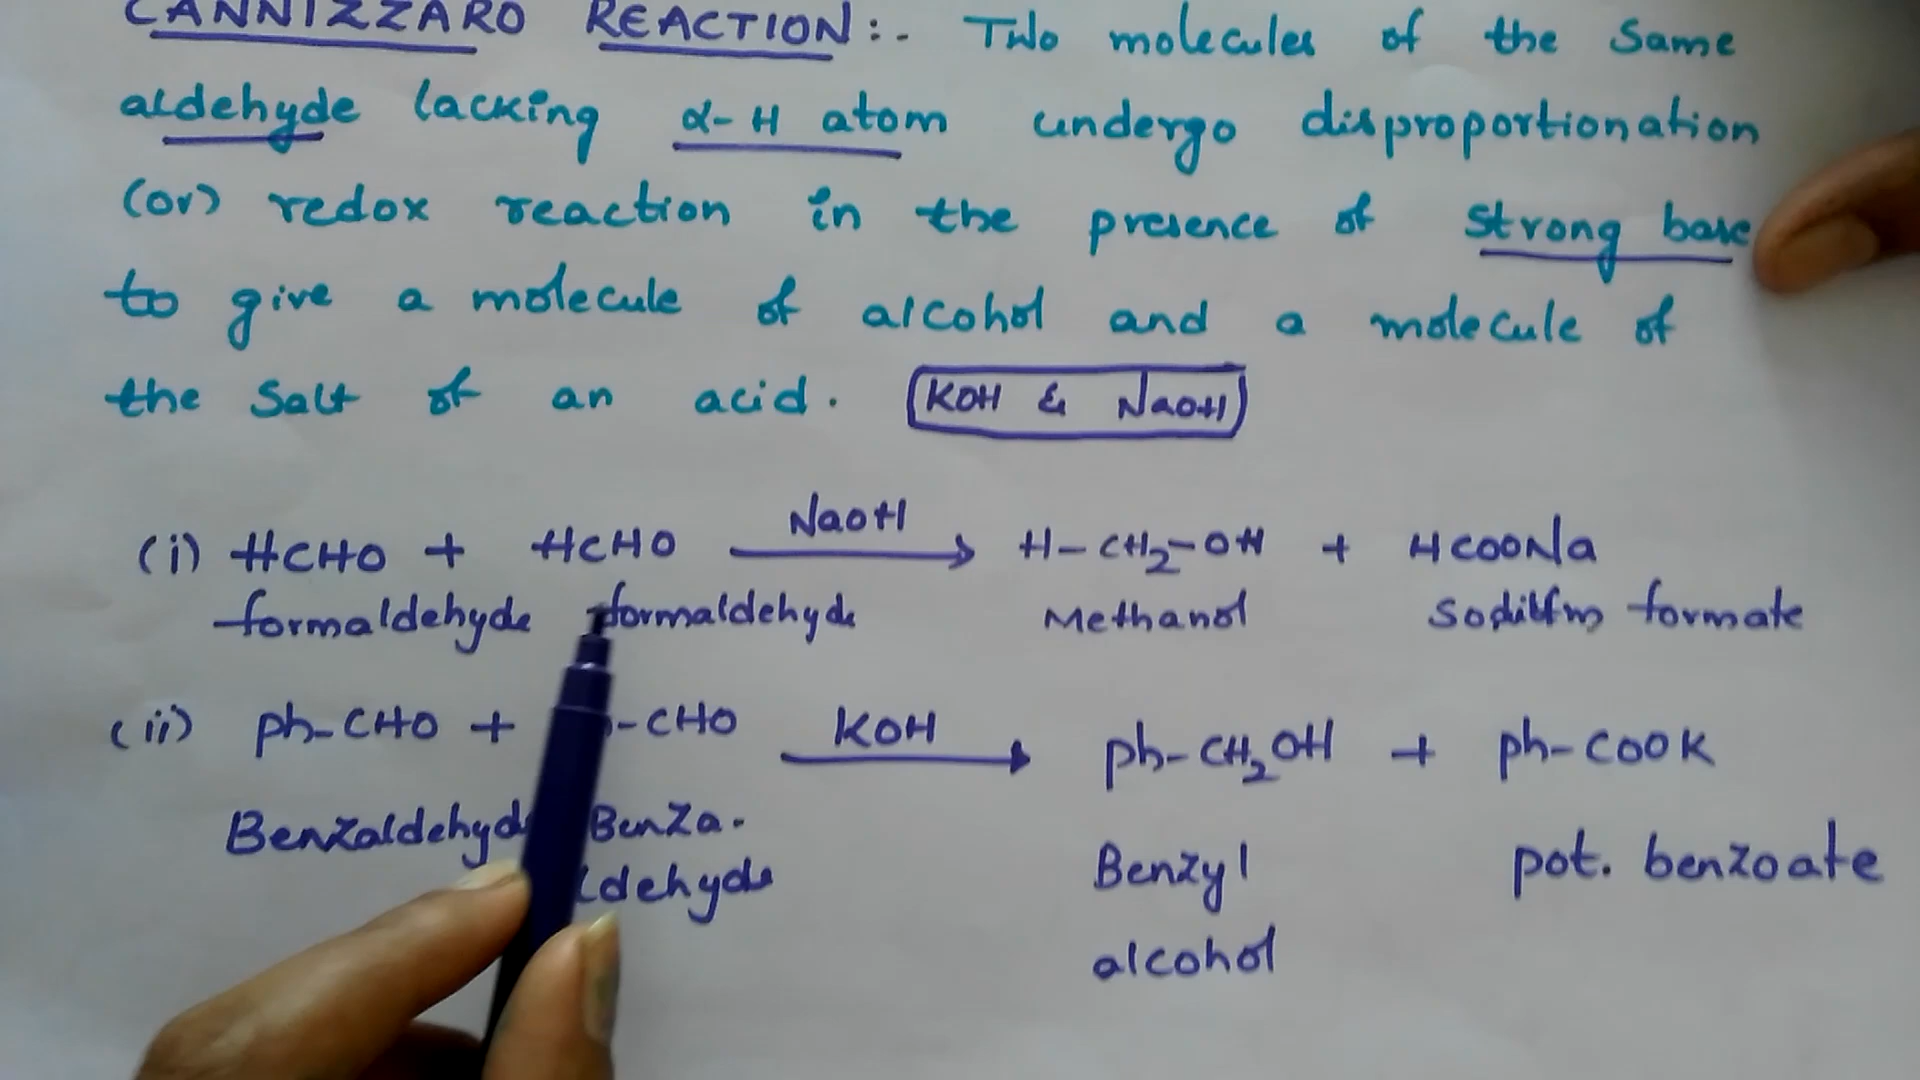 CANNIZZARO REACTION:- Two molecules of the same
aldehyde lacking α-H atom undergo disproportionation
(or) redox reaction in the presence of strong base
to give a molecule of alcohol and a molecule of
the salt of an acid. KOH & NaOH
NaOH
(i) HCHO + HCHO → H-CH2-OH + HCOONa
formaldehyde formaldehyde Methanol Sodium formate
KOH
(ii) ph-CHO + -CHO → ph-CH2OH + ph-COOK
Benzaldehyde Benza- Benzyl pot. benzoate
ldehyde alcohol